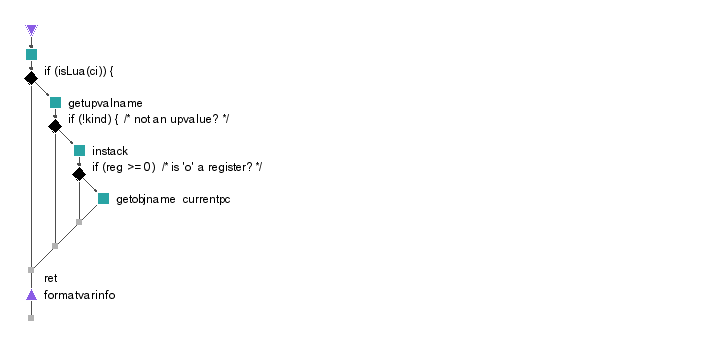 if (isLua(ci)) {
getupvalname
if (!kind) { /* not an upvalue? */
instack
if (reg >= 0) /* is 'o' a register? */
getobjname currentpc
ret
formatvarinfo